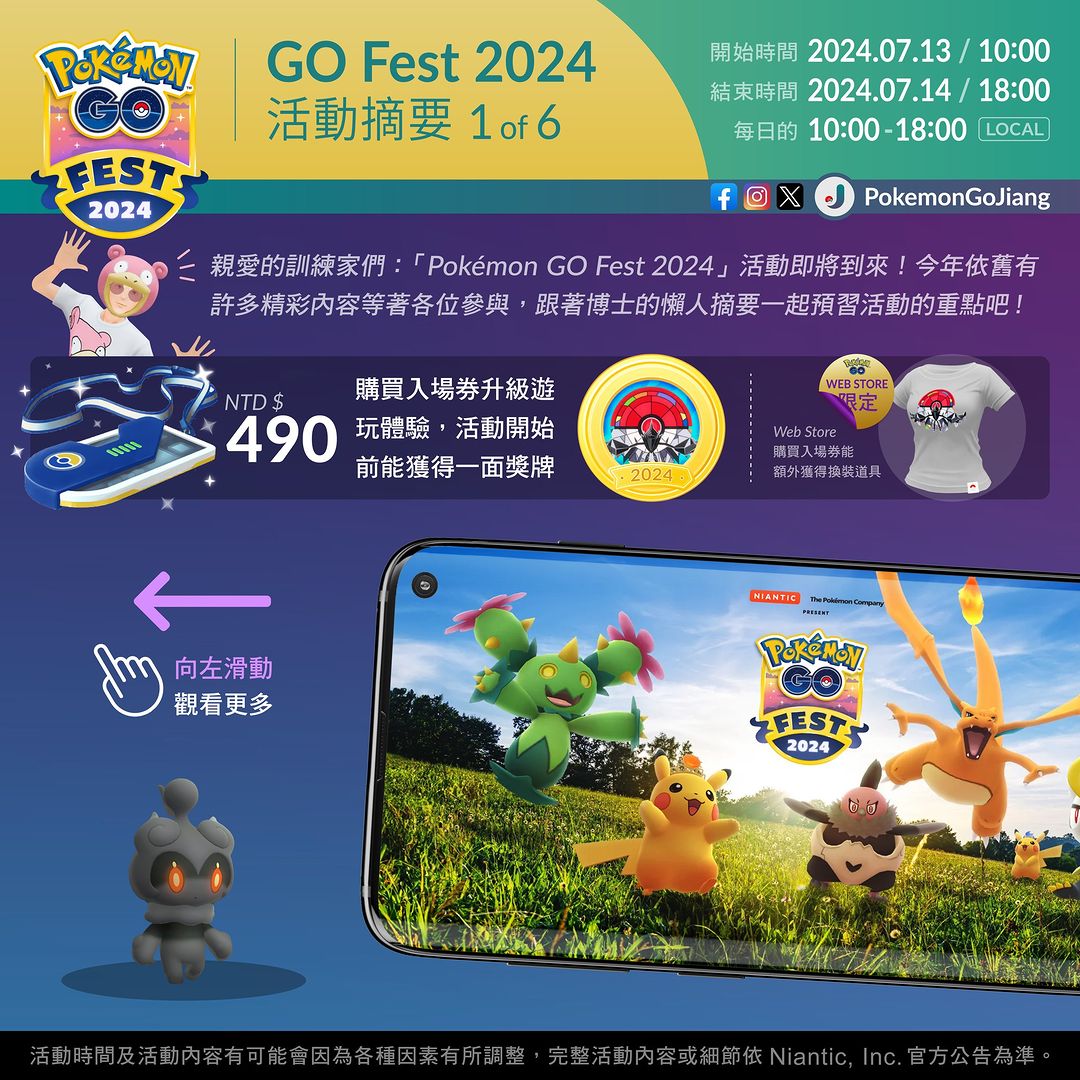 POKÉMON
GO
FEST
2024
GO Fest 2024
活動摘要 1 of 6
開始時間 2024.07.13 / 10:00
結束時間 2024.07.14 / 18:00
每日的 10:00 - 18:00 LOCAL
PokemonGoJiang
親愛的訓練家們：「Pokémon GO Fest 2024」活動即將到來！今年依舊有
許多精彩內容等著各位參與，跟著博士的懶人摘要一起預習活動的重點吧！
NTD $
490
購買入場券升級遊
玩體驗，活動開始
前能獲得一面獎牌
2024
Pokémon
GO
WEB STORE
限定
Web Store
購買入場券能
額外獲得換裝道具
向左滑動
觀看更多
NIANTIC The Pokémon Company
PRESENT
POKÉMON
GO
FEST
2024
活動時間及活動內容有可能會因為各種因素有所調整，完整活動內容或細節依 Niantic, Inc. 官方公告為準。